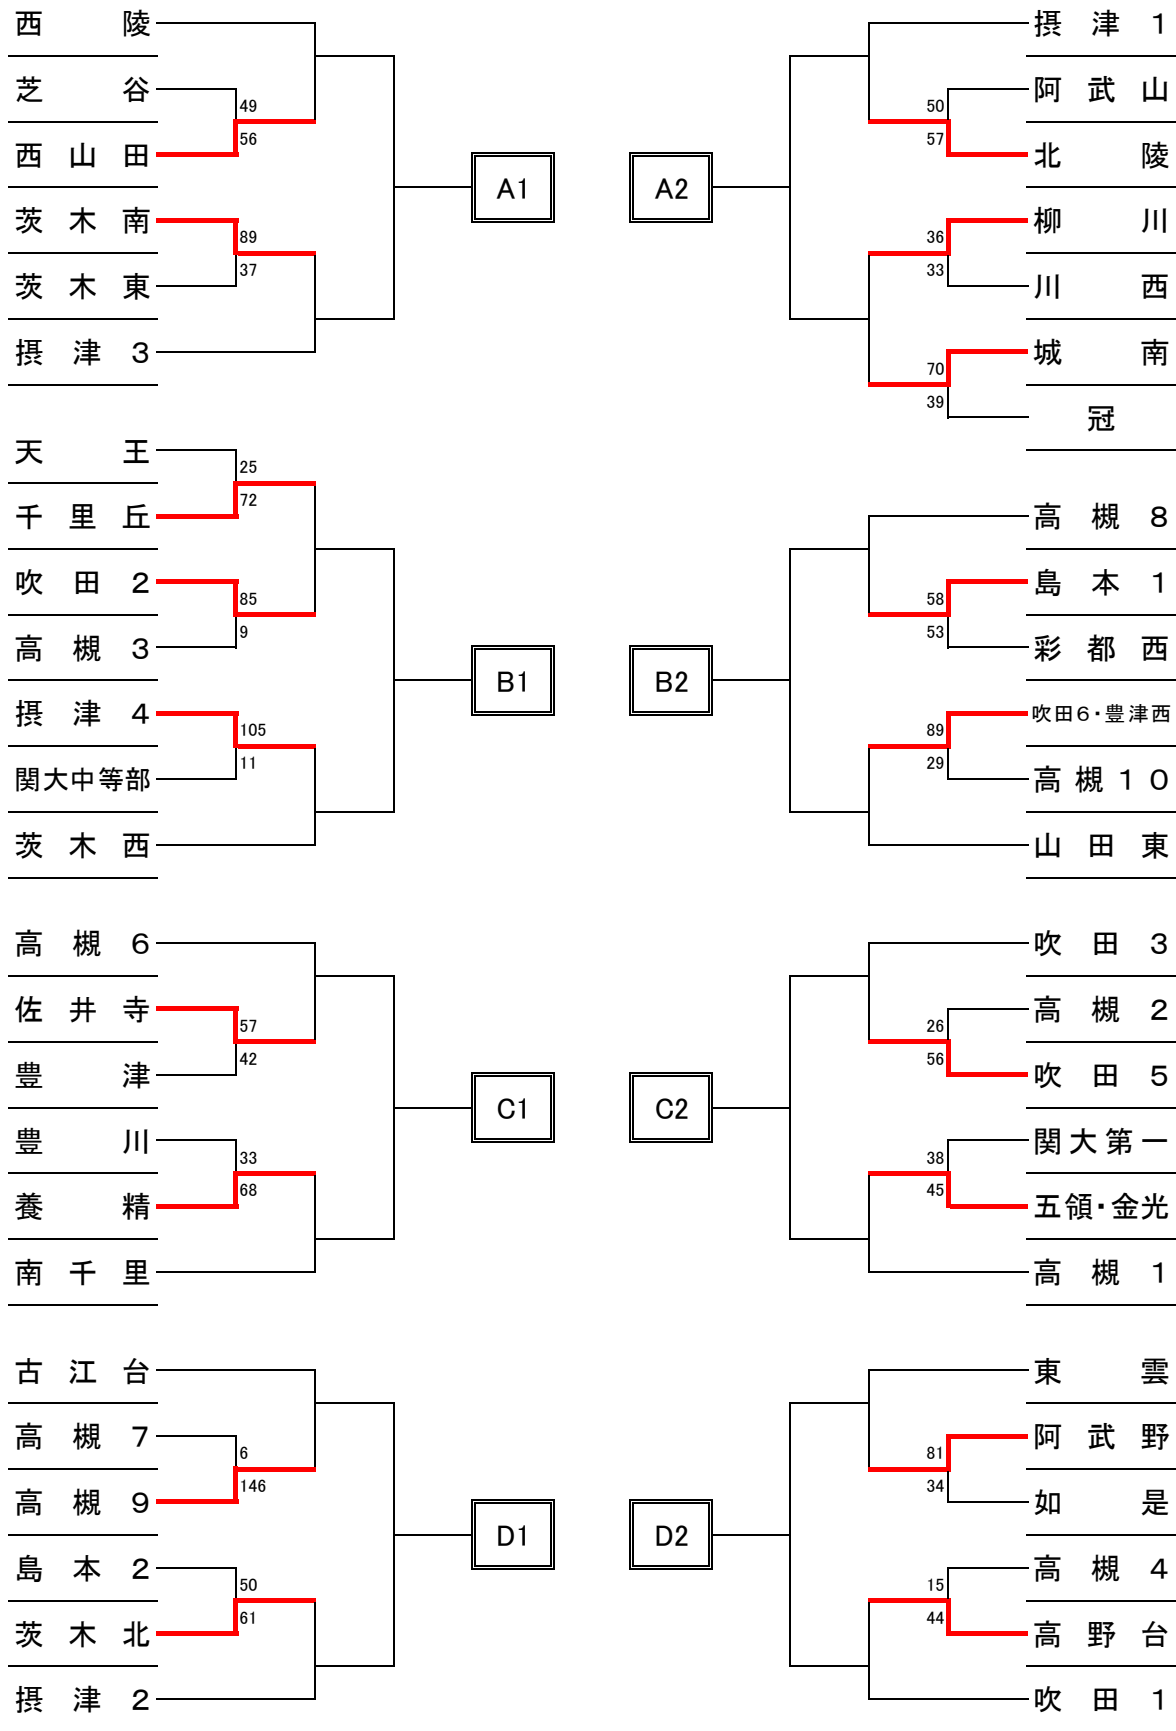 西陵
芝谷
49
56
西山田
A1
茨木南
89
37
茨木東
摂津3
摂津1
阿武山
50
57
北陵
A2
柳川
36
33
川西
城南
70
39
冠
天王
25
72
千里丘
吹田2
85
9
高槻3
B1
摂津4
105
11
関大中等部
茨木西
高槻8
島本1
58
53
彩都西
B2
吹田6・豊津西
89
29
高槻10
山田東
高槻6
佐井寺
57
42
豊津
C1
豊川
33
68
養精
南千里
吹田3
高槻2
26
56
吹田5
C2
関大第一
38
45
五領・金光
高槻1
古江台
高槻7
6
146
高槻9
D1
島本2
50
61
茨木北
摂津2
東雲
阿武野
81
34
如是
D2
高槻4
15
44
高野台
吹田1